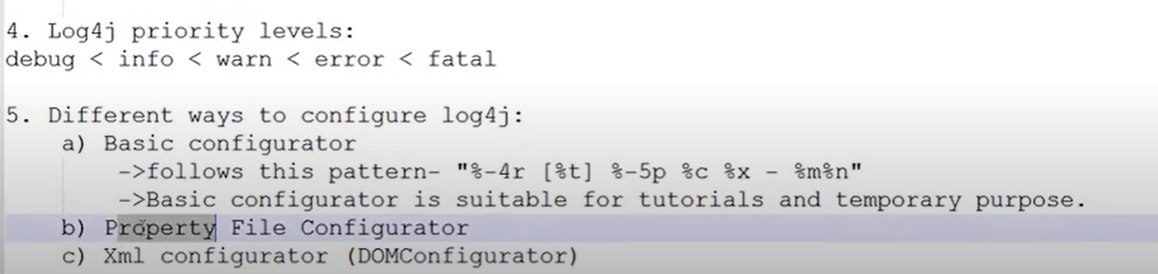 4. Log4j priority levels:
debug < info < warn < error < fatal
5. Different ways to configure log4j:
a) Basic configurator
->follows this pattern- "%-4r [%t] %-5p %c %x - %m%n"
->Basic configurator is suitable for tutorials and temporary purpose.
b) Property File Configurator
c) Xml configurator (DOMConfigurator)